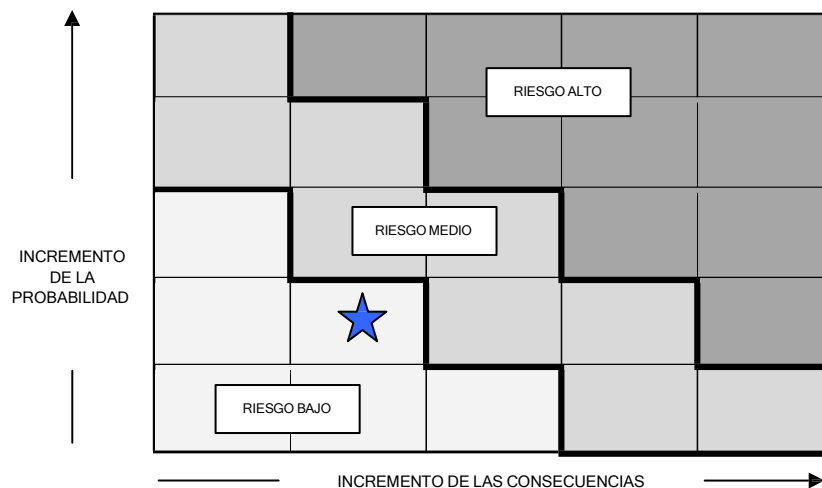 RIESGO ALTO
RIESGO MEDIO
INCREMENTO
DE LA
PROBABILIDAD
RIESGO BAJO
INCREMENTO DE LAS CONSECUENCIAS